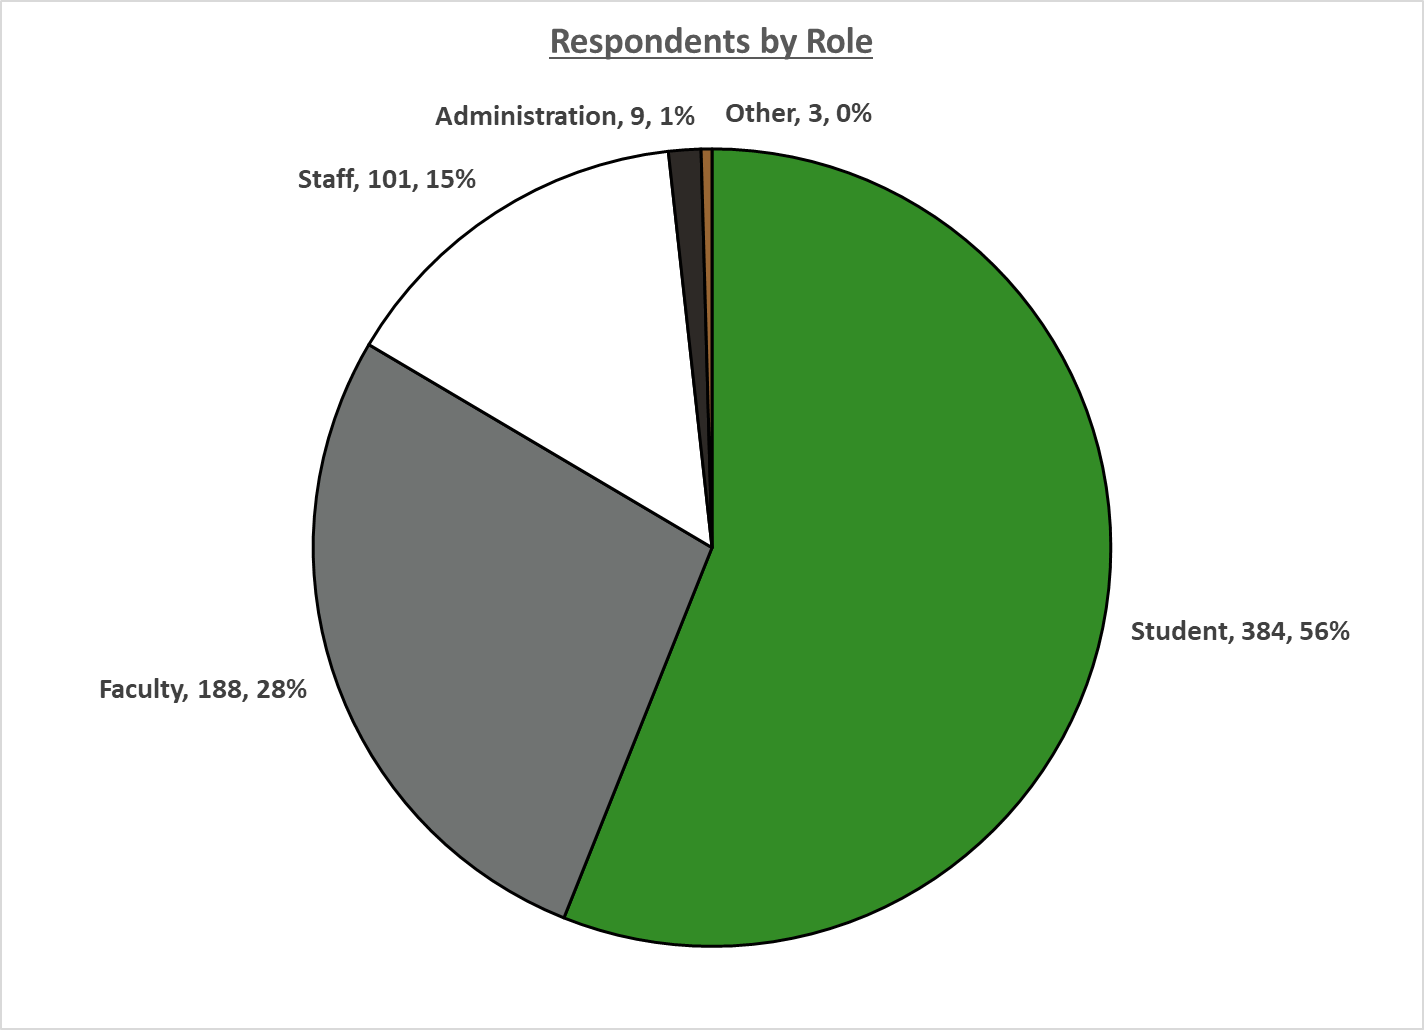 Respondents by Role
Administration, 9, 1%
Other, 3, 0%
Staff, 101, 15%
Student, 384, 56%
Faculty, 188, 28%